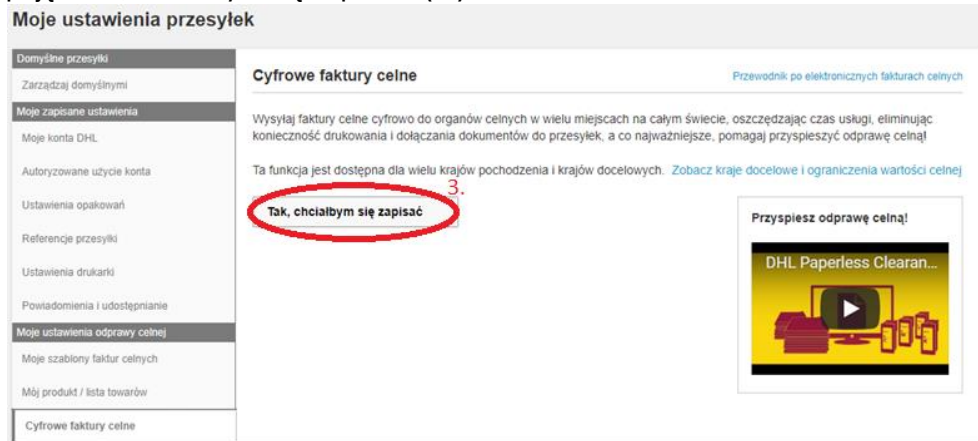 Moje ustawienia przesyłek
Domyślne przesyłki
Zarządzaj domyślnymi
Moje zapisane ustawienia
Moje konta DHL
Autoryzowane użycie konta
Ustawienia opakowań
Referencje przesyłki
Ustawienia drukarki
Powiadomienia i udostępnianie
Moje ustawienia odprawy celnej
Moje szablony faktur celnych
Mój produkt / lista towarów
Cyfrowe faktury celne
Cyfrowe faktury celne
Przewodnik po elektronicznych fakturach celnych
Wysyłaj faktury celne cyfrowo do organów celnych w wielu miejscach na całym świecie, oszczędzając czas usługi, eliminując
konieczność drukowania i dołączania dokumentów do przesyłek, a co najważniejsze, pomagaj przyspieszyć odprawę celną!
Ta funkcja jest dostępna dla wielu krajów pochodzenia i krajów docelowych. Zobacz kraje docelowe i ograniczenia wartości celnej
3.
Tak, chciałbym się zapisać
Przyspiesz odprawę celną!
DHL Paperless Clearan...